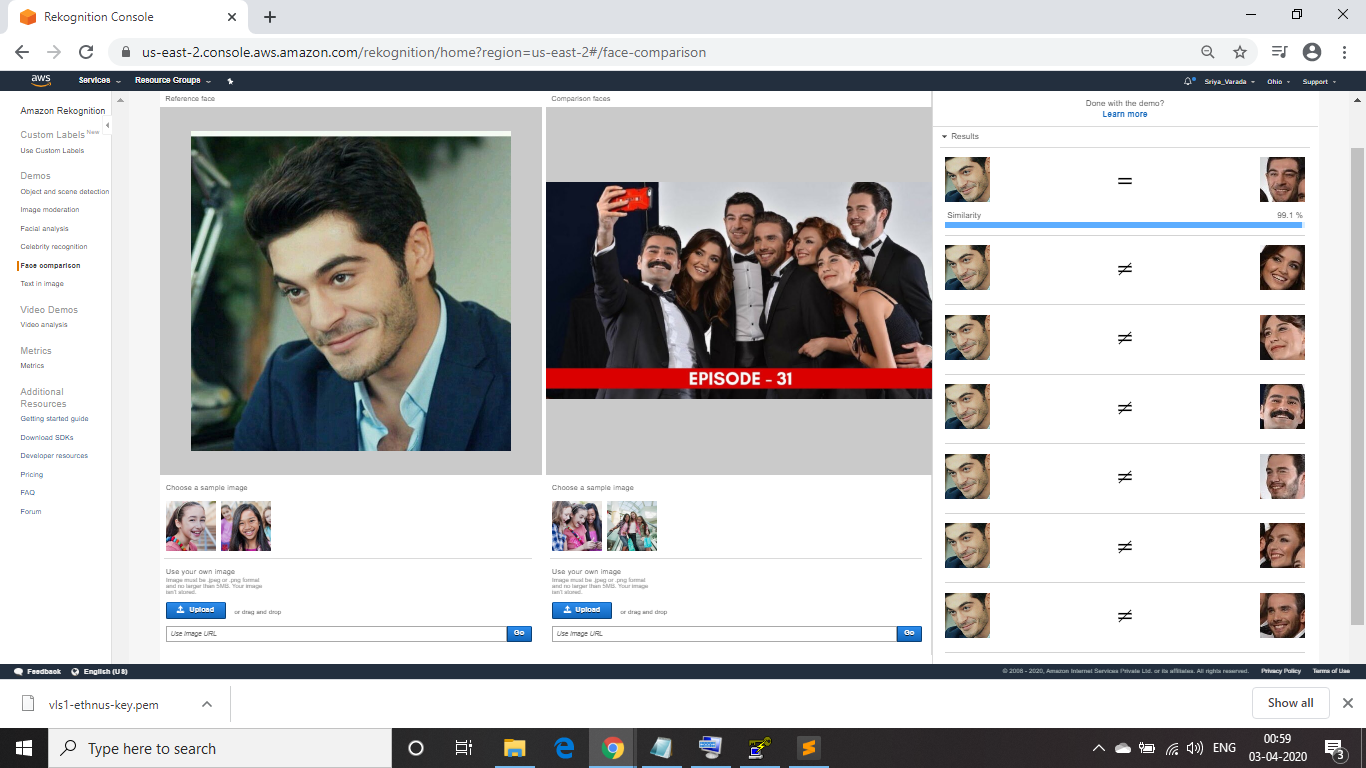 Rekognition Console
us-east-2.console.aws.amazon.com/rekognition/home?region=us-east-2#/face-comparison
aws
Services
Resource Groups
Sriya_Varada
Ohio
Support
Amazon Rekognition
Custom Labels New
Use Custom Labels
Demos
Object and scene detection
Image moderation
Facial analysis
Celebrity recognition
Face comparison
Text in image
Video Demos
Video analysis
Metrics
Metrics
Additional
Resources
Getting started guide
Download SDKs
Developer resources
Pricing
FAQ
Forum
Reference face
Choose a sample image
Use your own image
Image must be .jpeg or .png format
and no larger than 5MB. Your image
isn't stored.
Upload
or drag and drop
Use image URL
Go
Comparison faces
EPISODE - 31
Choose a sample image
Use your own image
Image must be .jpeg or .png format
and no larger than 5MB. Your image
isn't stored.
Upload
or drag and drop
Use image URL
Go
Done with the demo?
Learn more
Results
=
Similarity
99.1 %
≠
≠
≠
≠
≠
≠
Feedback
English (US)
© 2008 - 2020, Amazon Internet Services Private Ltd. or its affiliates. All rights reserved.
Privacy Policy
Terms of Use
vls1-ethnus-key.pem
Show all
Type here to search
ENG
00:59
03-04-2020
3